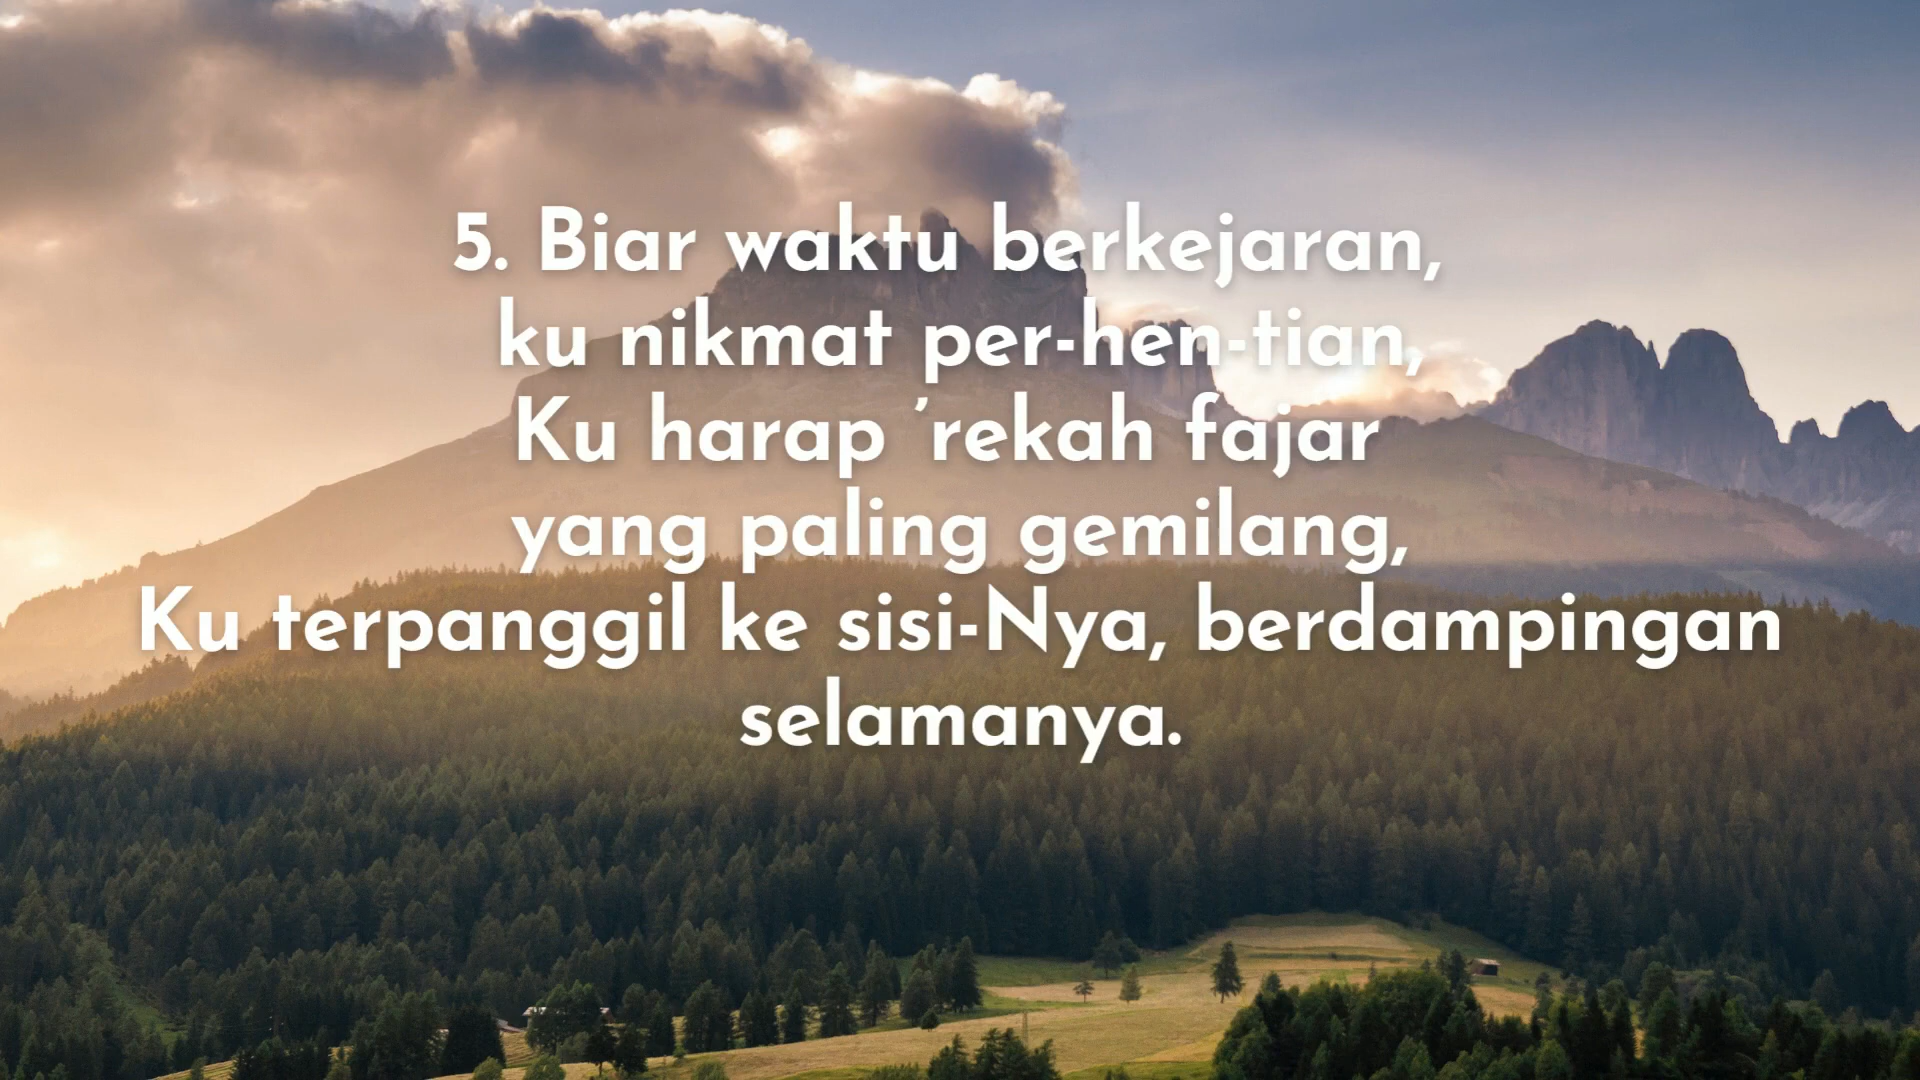 5. Biar waktu berkejaran,
ku nikmat per-hen-tian,
Ku harap ’rekah fajar
yang paling gemilang,
Ku terpanggil ke sisi-Nya, berdampingan
selamanya.